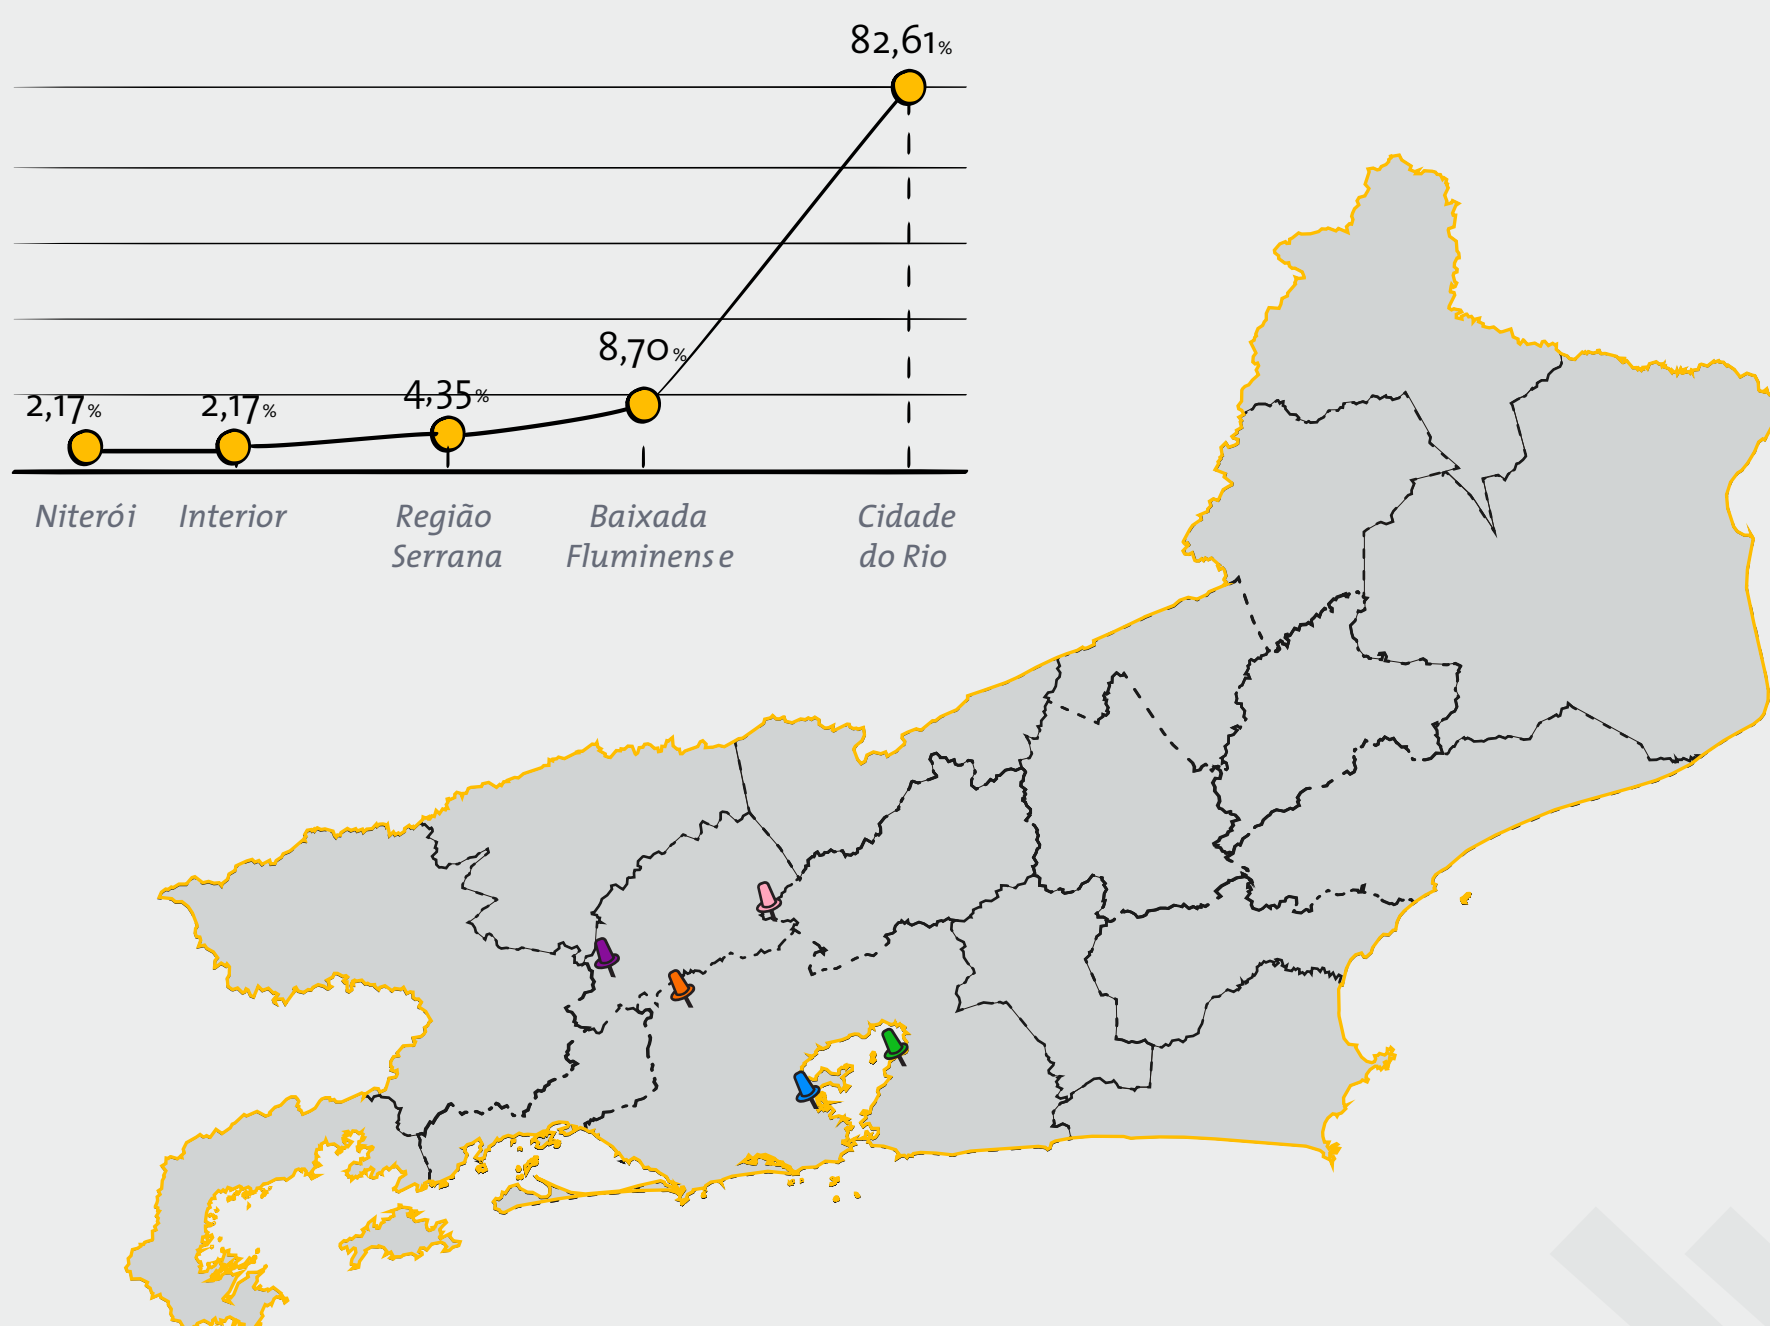 82,61%
8,70%
4,35%
2,17%
2,17%
Niterói
Interior
Região
Serrana
Baixada
Fluminense
Cidade
do Rio